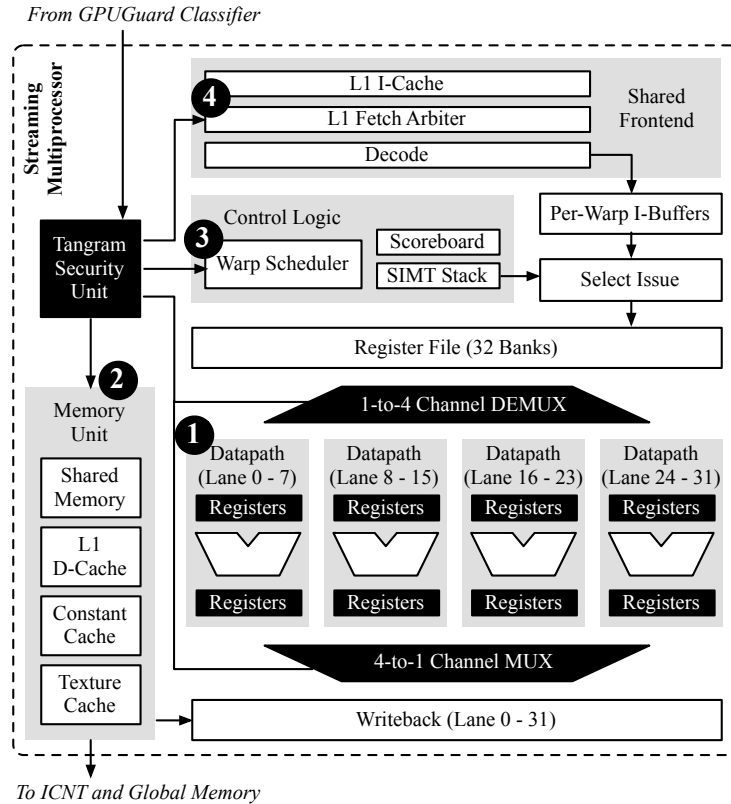 From GPUGuard Classifier
Streaming
Multiprocessor
4
L1 I-Cache
L1 Fetch Arbiter
Decode
Shared
Frontend
Per-Warp I-Buffers
Control Logic
3
Warp Scheduler
Scoreboard
SIMT Stack
Select Issue
Tangram
Security
Unit
Register File (32 Banks)
2
Memory
Unit
Shared
Memory
L1
D-Cache
Constant
Cache
Texture
Cache
1-to-4 Channel DEMUX
1
Datapath
(Lane 0 - 7)
Registers
Registers
Datapath
(Lane 8 - 15)
Registers
Registers
Datapath
(Lane 16 - 23)
Registers
Registers
Datapath
(Lane 24 - 31)
Registers
Registers
4-to-1 Channel MUX
Writeback (Lane 0 - 31)
To ICNT and Global Memory